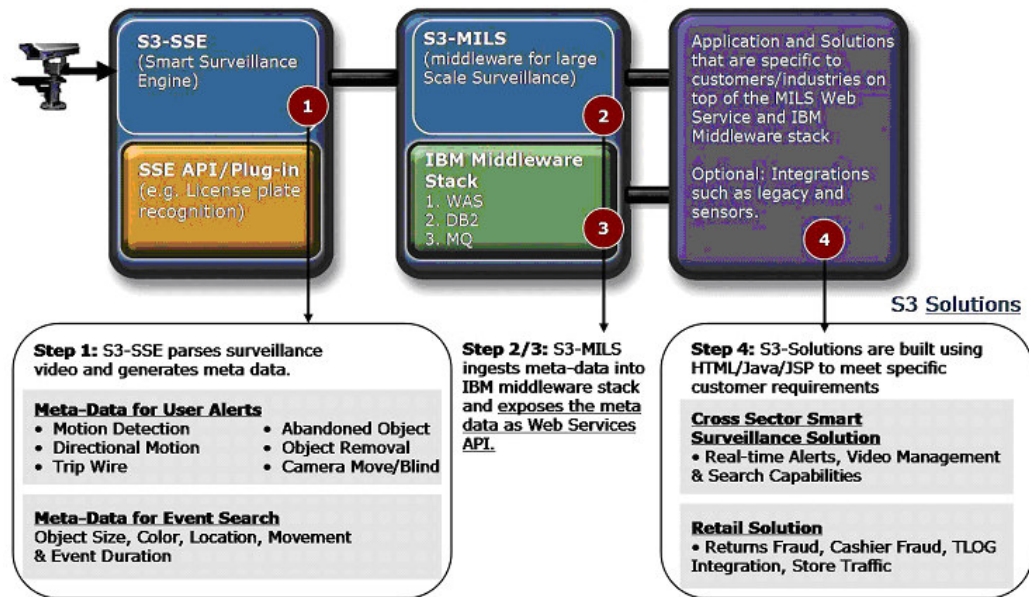 S3-SSE
(Smart Surveillance
Engine)
1
SSE API/Plug-in
(e.g. License plate
recognition)
S3-MILS
(middleware for large
Scale Surveillance)
2
IBM Middleware
Stack
1. WAS
2. DB2
3. MQ
3
Application and Solutions
that are specific to
customers/industries on
top of the MILS Web
Service and IBM
Middleware stack
Optional: Integrations
such as legacy and
sensors.
4
S3 Solutions
Step 1: S3-SSE parses surveillance
video and generates meta data.
Meta-Data for User Alerts
• Motion Detection
• Directional Motion
• Trip Wire
• Abandoned Object
• Object Removal
• Camera Move/Blind
Meta-Data for Event Search
Object Size, Color, Location, Movement
& Event Duration
Step 2/3: S3-MILS
ingests meta-data into
IBM middleware stack
and exposes the meta
data as Web Services
API.
Step 4: S3-Solutions are built using
HTML/Java/JSP to meet specific
customer requirements
Cross Sector Smart
Surveillance Solution
• Real-time Alerts, Video Management
& Search Capabilities
Retail Solution
• Returns Fraud, Cashier Fraud, TLOG
Integration, Store Traffic